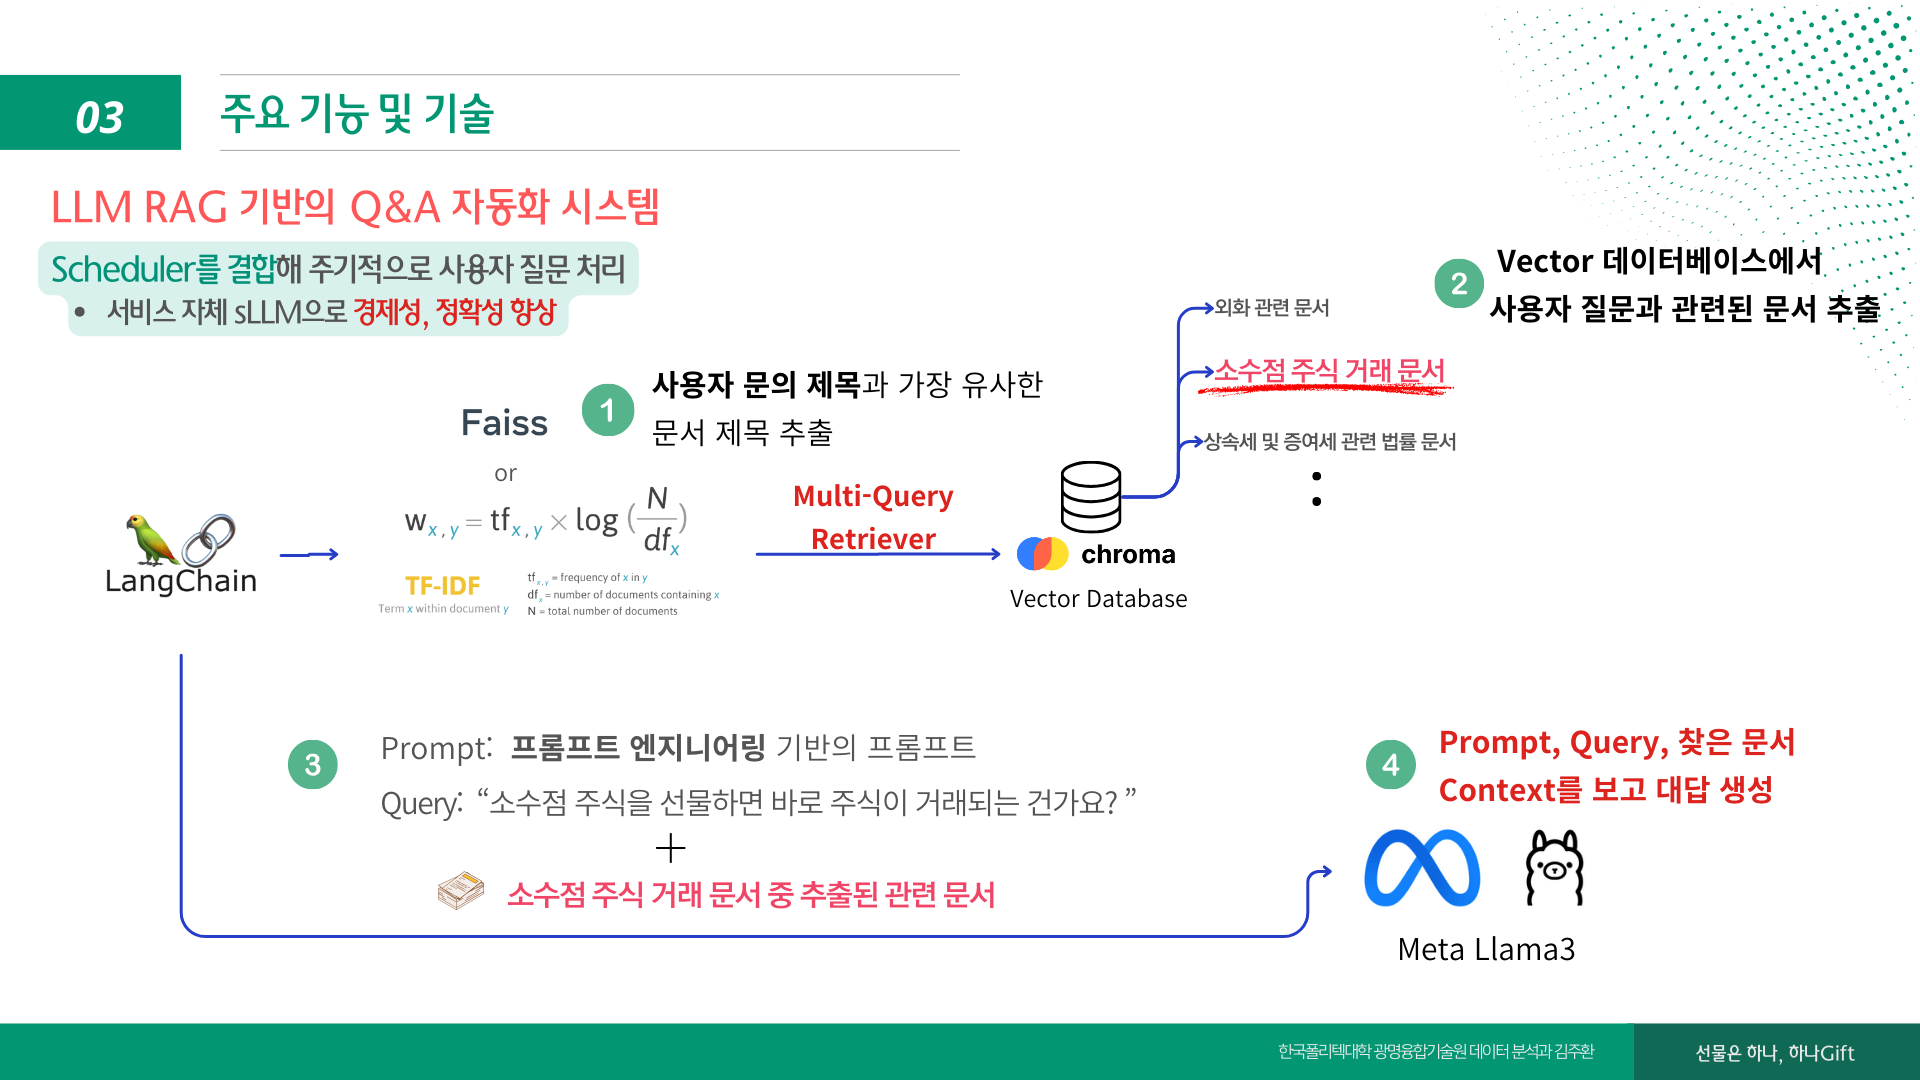 03
주요 기능 및 기술
LLM RAG 기반의 Q&A 자동화 시스템
Scheduler를 결합해 주기적으로 사용자 질문 처리
• 서비스 자체 sLLM으로 경제성, 정확성 향상
1
사용자 문의 제목과 가장 유사한
문서 제목 추출
Faiss
or
w x,y = tf x,y × log ( N / df x )
TF-IDF
Term x within document y
tf x,y = frequency of x in y
df x = number of documents containing x
N = total number of documents
LangChain
Multi-Query
Retriever
chroma
Vector Database
외화 관련 문서
소수점 주식 거래 문서
상속세 및 증여세 관련 법률 문서
:
2
Vector 데이터베이스에서
사용자 질문과 관련된 문서 추출
3
Prompt: 프롬프트 엔지니어링 기반의 프롬프트
Query: “소수점 주식을 선물하면 바로 주식이 거래되는 건가요? ”
+
소수점 주식 거래 문서 중 추출된 관련 문서
4
Prompt, Query, 찾은 문서
Context를 보고 대답 생성
Meta Llama3
한국폴리텍대학 광명융합기술원 데이터 분석과 김주환
선물은 하나, 하나Gift